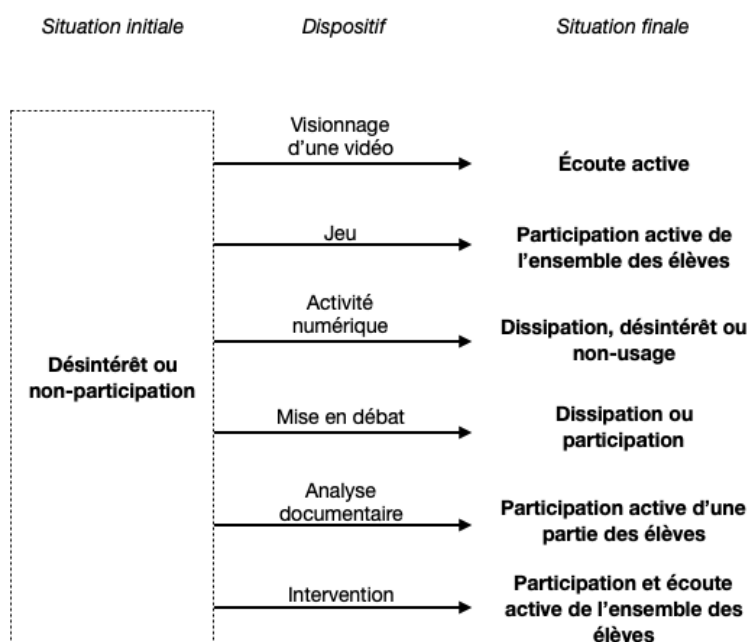 Situation initiale
Dispositif
Situation finale
Visionnage
d'une vidéo
Écoute active
Jeu
Participation active de
l'ensemble des élèves
Activité
numérique
Dissipation, désintérêt ou
non-usage
Désintérêt ou
non-participation
Mise en débat
Dissipation ou
participation
Analyse
documentaire
Participation active d'une
partie des élèves
Intervention
Participation et écoute
active de l'ensemble des
élèves